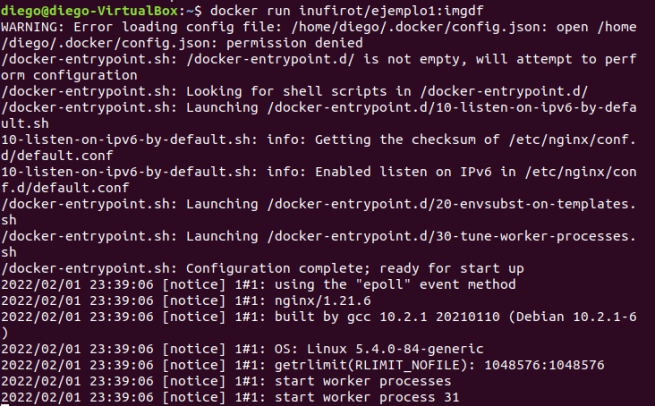 diego@diego-VirtualBox:~$ docker run inufirot/ejemplo1:imgdf
WARNING: Error loading config file: /home/diego/.docker/config.json: open /home
/diego/.docker/config.json: permission denied
/docker-entrypoint.sh: /docker-entrypoint.d/ is not empty, will attempt to perf
orm configuration
/docker-entrypoint.sh: Looking for shell scripts in /docker-entrypoint.d/
/docker-entrypoint.sh: Launching /docker-entrypoint.d/10-listen-on-ipv6-by-defa
ult.sh
10-listen-on-ipv6-by-default.sh: info: Getting the checksum of /etc/nginx/conf.
d/default.conf
10-listen-on-ipv6-by-default.sh: info: Enabled listen on IPv6 in /etc/nginx/con
f.d/default.conf
/docker-entrypoint.sh: Launching /docker-entrypoint.d/20-envsubst-on-templates.
sh
/docker-entrypoint.sh: Launching /docker-entrypoint.d/30-tune-worker-processes.
sh
/docker-entrypoint.sh: Configuration complete; ready for start up
2022/02/01 23:39:06 [notice] 1#1: using the "epoll" event method
2022/02/01 23:39:06 [notice] 1#1: nginx/1.21.6
2022/02/01 23:39:06 [notice] 1#1: built by gcc 10.2.1 20210110 (Debian 10.2.1-6
)
2022/02/01 23:39:06 [notice] 1#1: OS: Linux 5.4.0-84-generic
2022/02/01 23:39:06 [notice] 1#1: getrlimit(RLIMIT_NOFILE): 1048576:1048576
2022/02/01 23:39:06 [notice] 1#1: start worker processes
2022/02/01 23:39:06 [notice] 1#1: start worker process 31